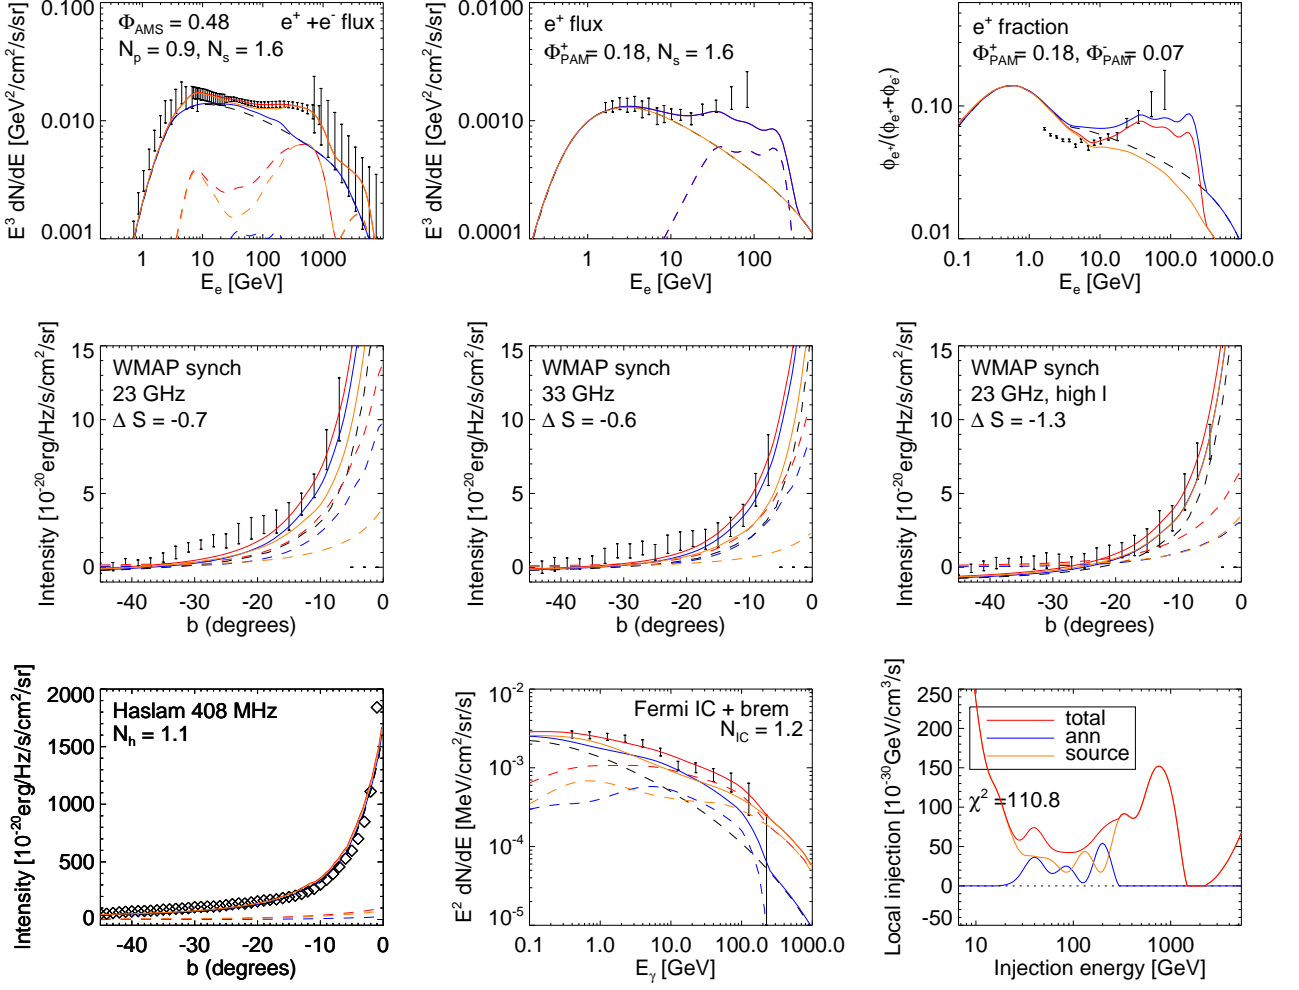 Φ_AMS = 0.48 e⁺ +e⁻ flux
N_p = 0.9, N_s = 1.6
0.100
0.010
0.001
E³ dN/dE [GeV²/cm²/s/sr]
1 10 100 1000
E_e [GeV]
e⁺ flux
Φ⁺_PAM= 0.18, N_s = 1.6
0.0100
0.0010
0.0001
E³ dN/dE [GeV²/cm²/s/sr]
1 10 100
E_e [GeV]
e⁺ fraction
Φ⁺_PAM= 0.18, Φ⁻_PAM= 0.07
0.10
0.01
ϕ_e⁺/(ϕ_e⁺+ϕ_e⁻)
0.1 1.0 10.0 100.0 1000.0
E_e [GeV]
WMAP synch
23 GHz
Δ S = -0.7
15
10
5
0
Intensity [10⁻²⁰erg/Hz/s/cm²/sr]
-40 -30 -20 -10 0
b (degrees)
WMAP synch
33 GHz
Δ S = -0.6
15
10
5
0
Intensity [10⁻²⁰erg/Hz/s/cm²/sr]
-40 -30 -20 -10 0
b (degrees)
WMAP synch
23 GHz, high l
Δ S = -1.3
15
10
5
0
Intensity [10⁻²⁰erg/Hz/s/cm²/sr]
-40 -30 -20 -10 0
b (degrees)
Haslam 408 MHz
N_h = 1.1
2000
1500
1000
500
0
Intensity [10⁻²⁰erg/Hz/s/cm²/sr]
-40 -30 -20 -10 0
b (degrees)
Fermi IC + brem
N_IC = 1.2
10⁻²
10⁻³
10⁻⁴
10⁻⁵
E² dN/dE [MeV/cm²/sr/s]
0.1 1.0 10.0 100.0 1000.0
E_γ [GeV]
total
ann
source
χ² =110.8
250
200
150
100
50
0
-50
Local injection [10⁻³⁰GeV/cm³/s]
10 100 1000
Injection energy [GeV]